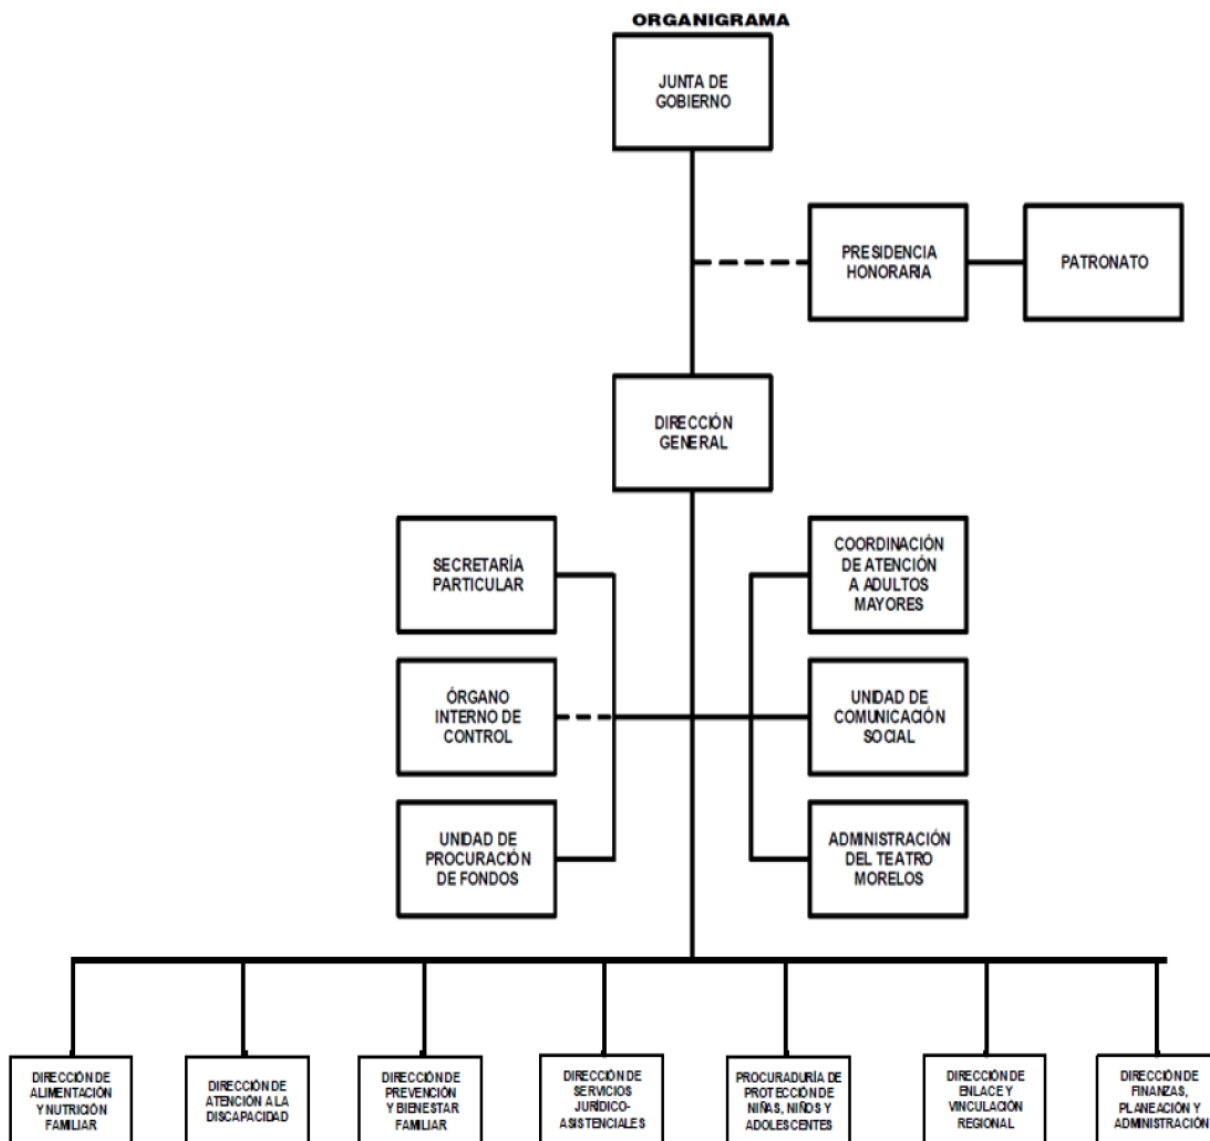 ORGANIGRAMA
JUNTA DE
GOBIERNO
PRESIDENCIA
HONORARIA
PATRONATO
DIRECCIÓN
GENERAL
SECRETARÍA
PARTICULAR
COORDINACIÓN
DE ATENCIÓN
A ADULTOS
MAYORES
ÓRGANO
INTERNO DE
CONTROL
UNIDAD DE
COMUNICACIÓN
SOCIAL
UNIDAD DE
PROCURACIÓN
DE FONDOS
ADMINISTRACIÓN
DEL TEATRO
MORELOS
DIRECCIÓN DE
ALIMENTACIÓN
Y NUTRICIÓN
FAMILIAR
DIRECCIÓN DE
ATENCIÓN A LA
DISCAPACIDAD
DIRECCIÓN DE
PREVENCIÓN
Y BIENESTAR
FAMILIAR
DIRECCIÓN DE
SERVICIOS
JURÍDICO-
ASISTENCIALES
PROCURADURÍA DE
PROTECCIÓN DE
NIÑAS, NIÑOS Y
ADOLESCENTES
DIRECCIÓN DE
ENLACE Y
VINCULACIÓN
REGIONAL
DIRECCIÓN DE
FINANZAS,
PLANEACIÓN Y
ADMINISTRACIÓN